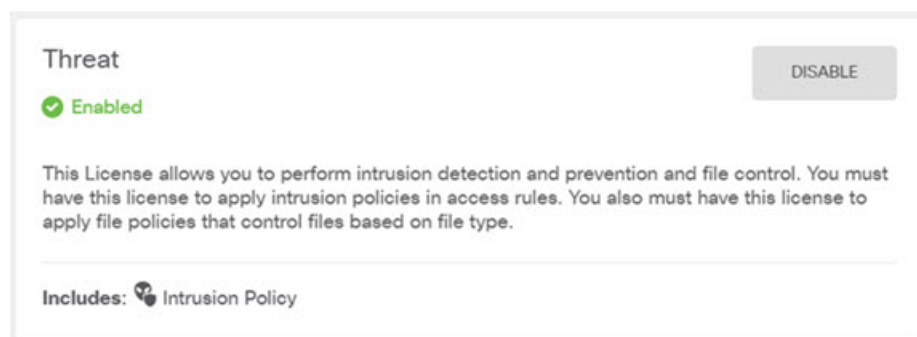 Threat
DISABLE
Enabled
This License allows you to perform intrusion detection and prevention and file control. You must
have this license to apply intrusion policies in access rules. You also must have this license to
apply file policies that control files based on file type.
Includes: Intrusion Policy